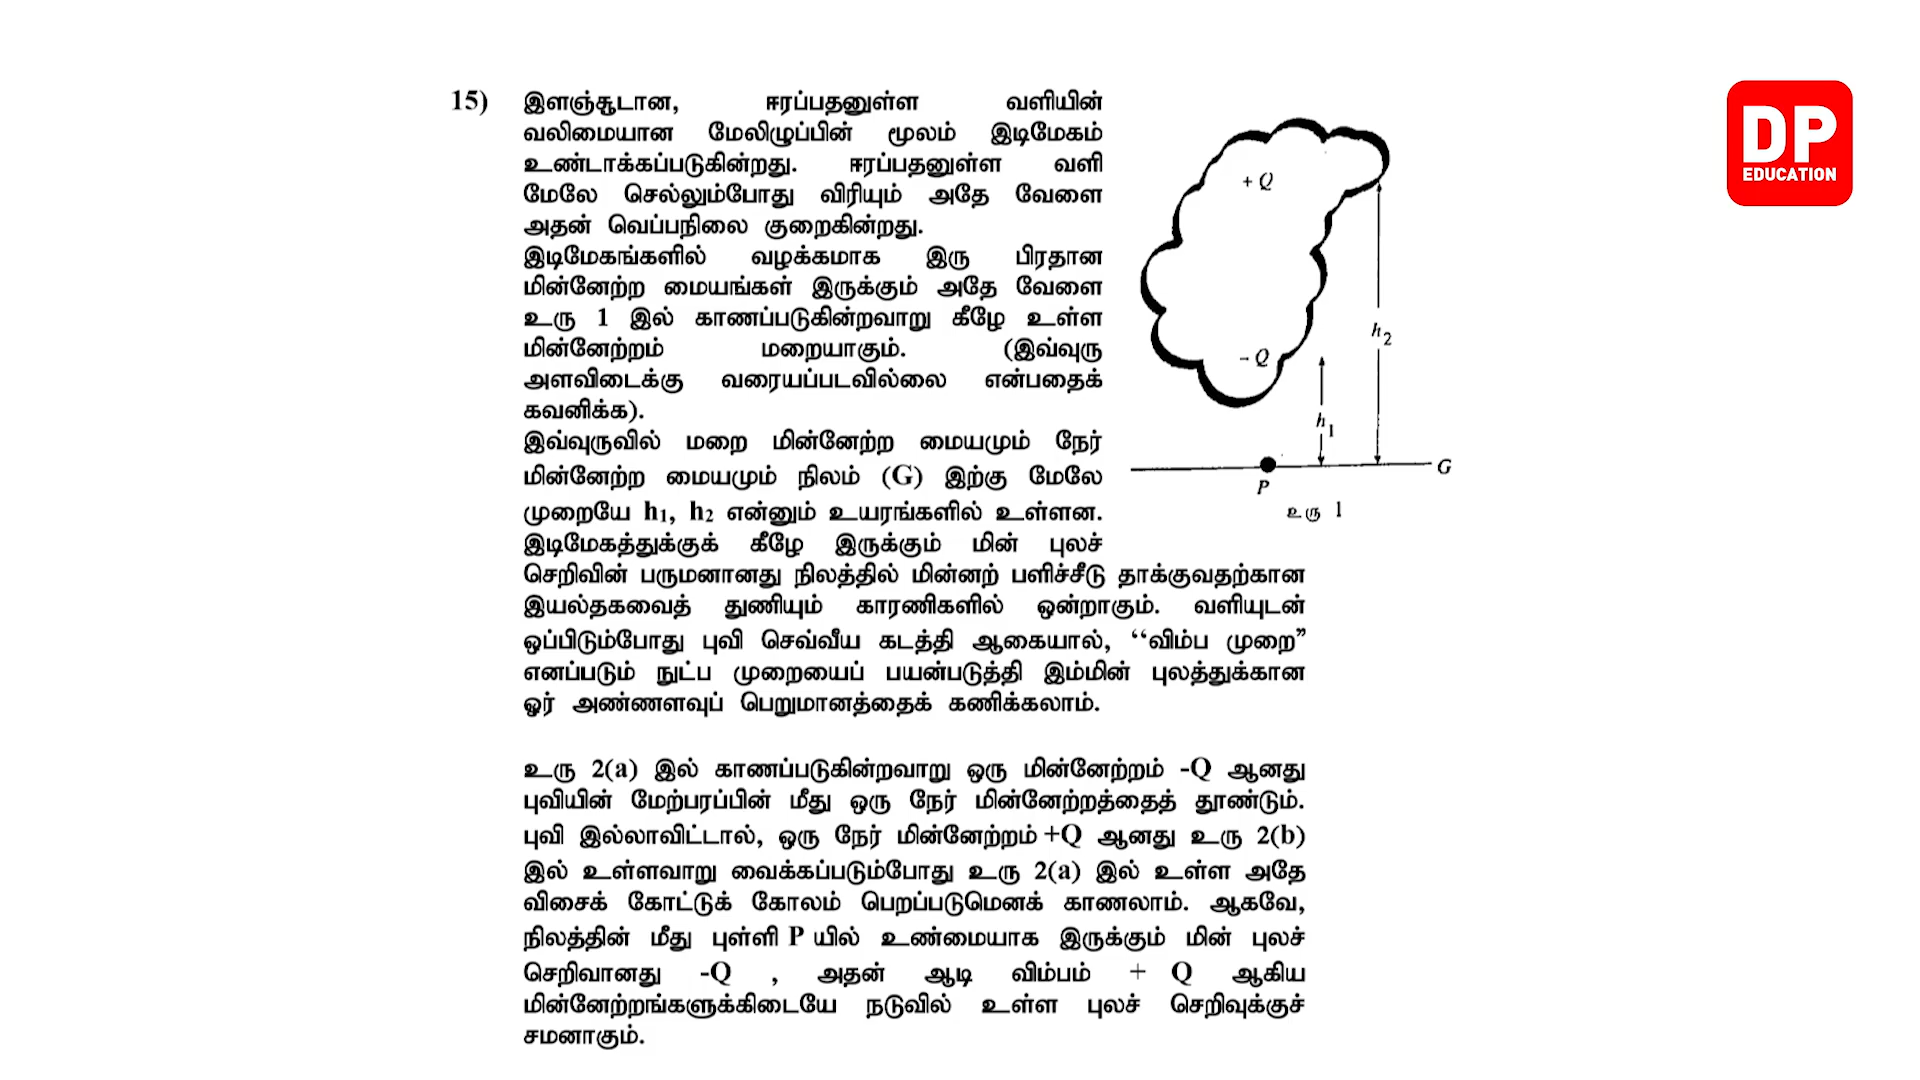 15) இளஞ்சூடான, ஈரப்பதனுள்ள வளியின்
வலிமையான மேலிழுப்பின் மூலம் இடிமேகம்
உண்டாக்கப்படுகின்றது. ஈரப்பதனுள்ள வளி
மேலே செல்லும்போது விரியும் அதே வேளை
அதன் வெப்பநிலை குறைகின்றது.
இடிமேகங்களில் வழக்கமாக இரு பிரதான
மின்னேற்ற மையங்கள் இருக்கும் அதே வேளை
உரு 1 இல் காணப்படுகின்றவாறு கீழே உள்ள
மின்னேற்றம் மறையாகும். (இவ்வுரு
அளவிடைக்கு வரையப்படவில்லை என்பதைக்
கவனிக்க).
இவ்வுருவில் மறை மின்னேற்ற மையமும் நேர்
மின்னேற்ற மையமும் நிலம் (G) இற்கு மேலே
முறையே h1, h2 என்னும் உயரங்களில் உள்ளன.
இடிமேகத்துக்குக் கீழே இருக்கும் மின் புலச்
செறிவின் பருமனானது நிலத்தில் மின்னற் பளிச்சீடு தாக்குவதற்கான
இயல்தகவைத் துணியும் காரணிகளில் ஒன்றாகும். வளியுடன்
ஒப்பிடும்போது புவி செவ்வீய கடத்தி ஆகையால், ‘‘விம்ப முறை”
எனப்படும் நுட்ப முறையைப் பயன்படுத்தி இம்மின் புலத்துக்கான
ஓர் அண்ணளவுப் பெறுமானத்தைக் கணிக்கலாம்.
உரு 2(a) இல் காணப்படுகின்றவாறு ஒரு மின்னேற்றம் -Q ஆனது
புவியின் மேற்பரப்பின் மீது ஒரு நேர் மின்னேற்றத்தைத் தூண்டும்.
புவி இல்லாவிட்டால், ஒரு நேர் மின்னேற்றம் +Q ஆனது உரு 2(b)
இல் உள்ளவாறு வைக்கப்படும்போது உரு 2(a) இல் உள்ள அதே
விசைக் கோட்டுக் கோலம் பெறப்படுமெனக் காணலாம். ஆகவே,
நிலத்தின் மீது புள்ளி P யில் உண்மையாக இருக்கும் மின் புலச்
செறிவானது -Q , அதன் ஆடி விம்பம் + Q ஆகிய
மின்னேற்றங்களுக்கிடையே நடுவில் உள்ள புலச் செறிவுக்குச்
சமனாகும்.
+ Q
- Q
h2
h1
G
P
உரு 1
DP
EDUCATION